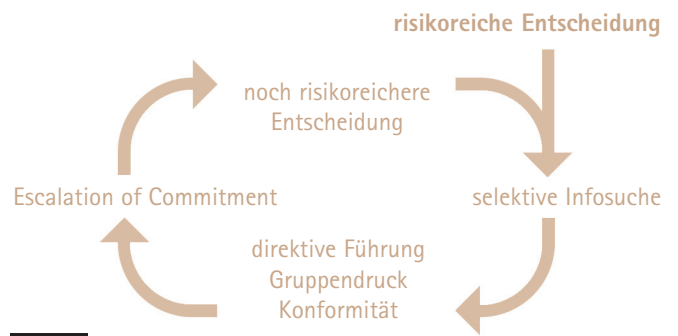 risikoreiche Entscheidung
noch risikoreichere
Entscheidung
Escalation of Commitment
selektive Infosuche
direktive Führung
Gruppendruck
Konformität